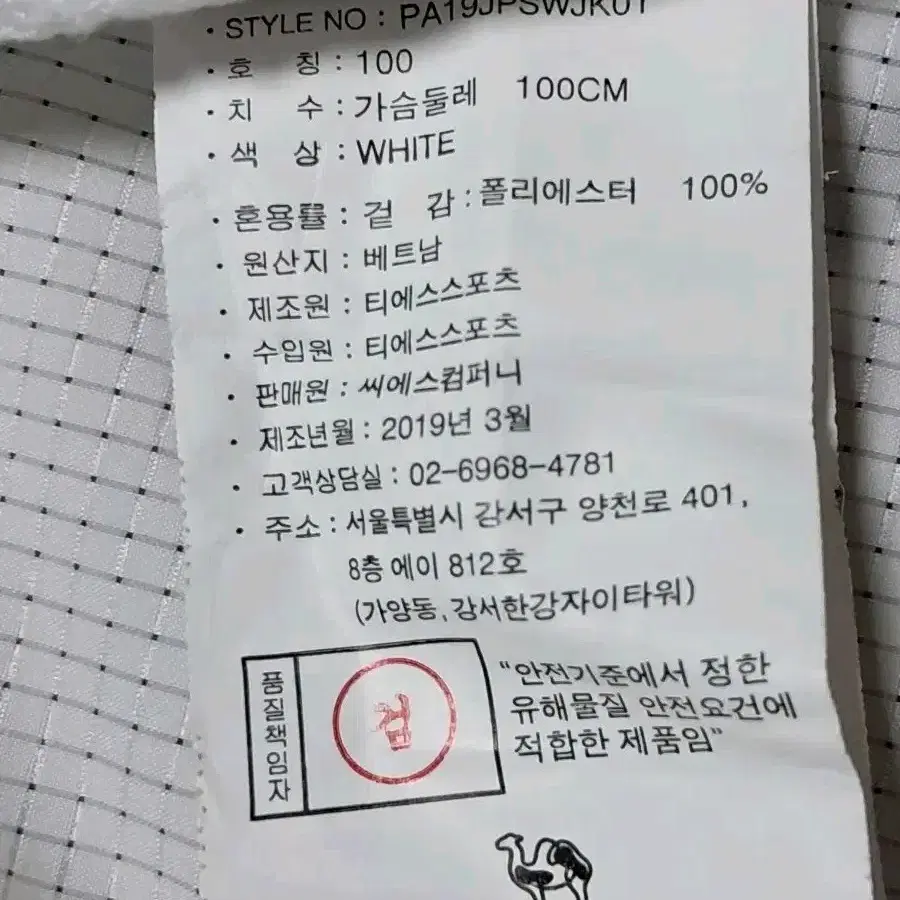 · STYLE NO : PA19JPSWJK01
· 호 칭 : 100
· 치 수 : 가슴둘레 100CM
· 색 상 : WHITE
· 혼용률 : 겉 감 : 폴리에스터 100%
· 원산지 : 베트남
· 제조원 : 티에스스포츠
· 수입원 : 티에스스포츠
· 판매원 : 씨에스컴퍼니
· 제조년월 : 2019년 3월
· 고객상담실 : 02-6968-4781
· 주소 : 서울특별시 강서구 양천로 401,
8층 에이 812호
(가양동, 강서한강자이타워)
품질책임자
검
"안전기준에서 정한
유해물질 안전요건에
적합한 제품임"